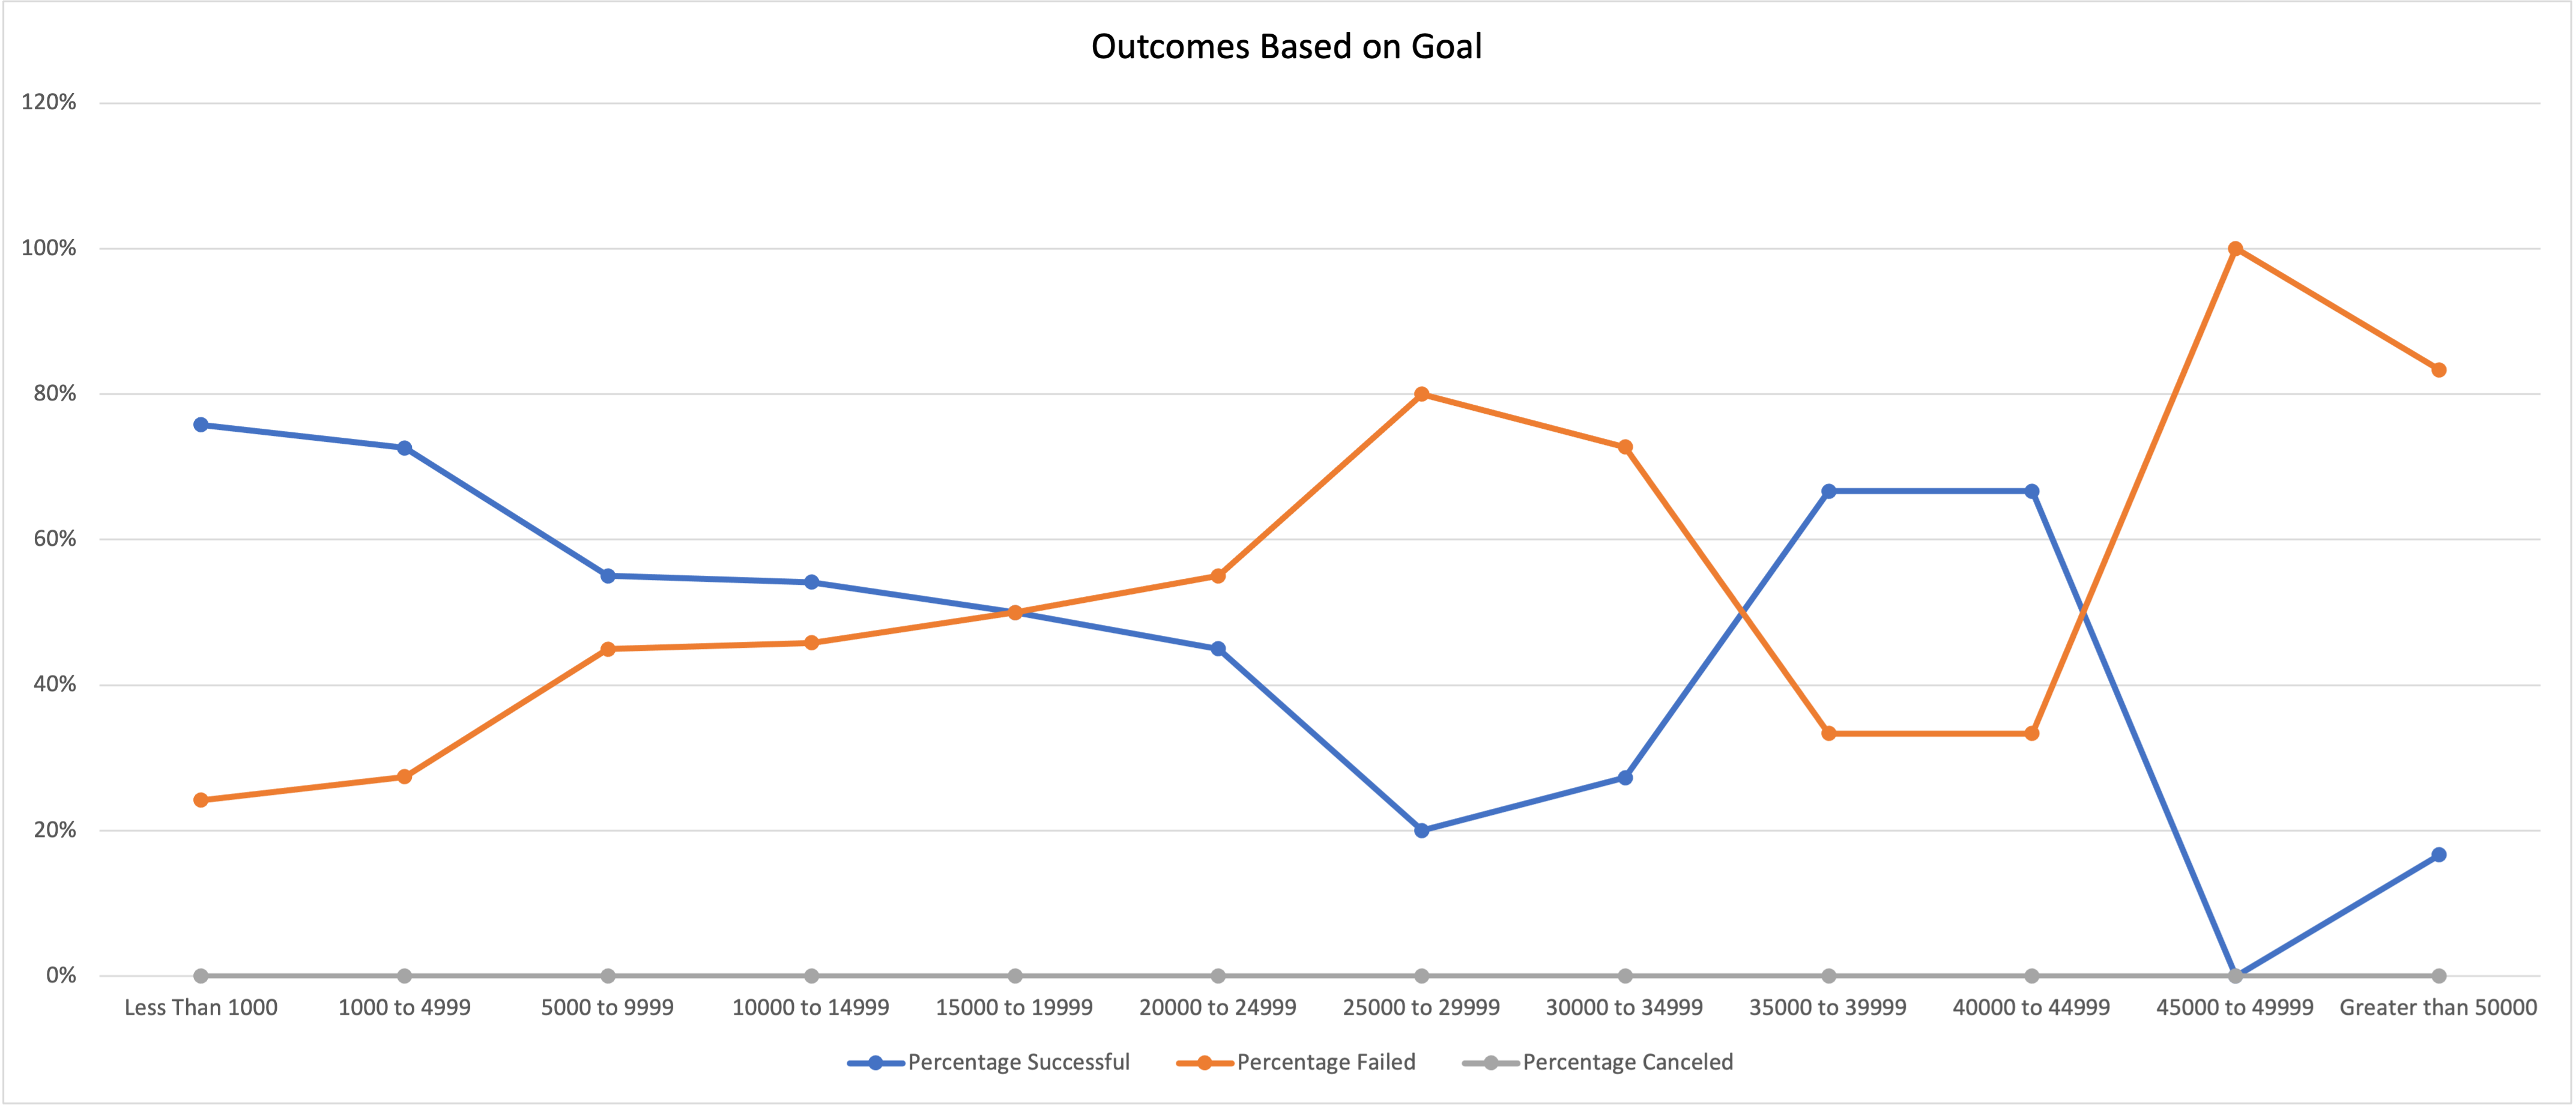 Outcomes Based on Goal
120%
100%
80%
60%
40%
20%
0%
Less Than 1000 1000 to 4999 5000 to 9999 10000 to 14999 15000 to 19999 20000 to 24999 25000 to 29999 30000 to 34999 35000 to 39999 40000 to 44999 45000 to 49999 Greater than 50000
Percentage Successful Percentage Failed Percentage Canceled